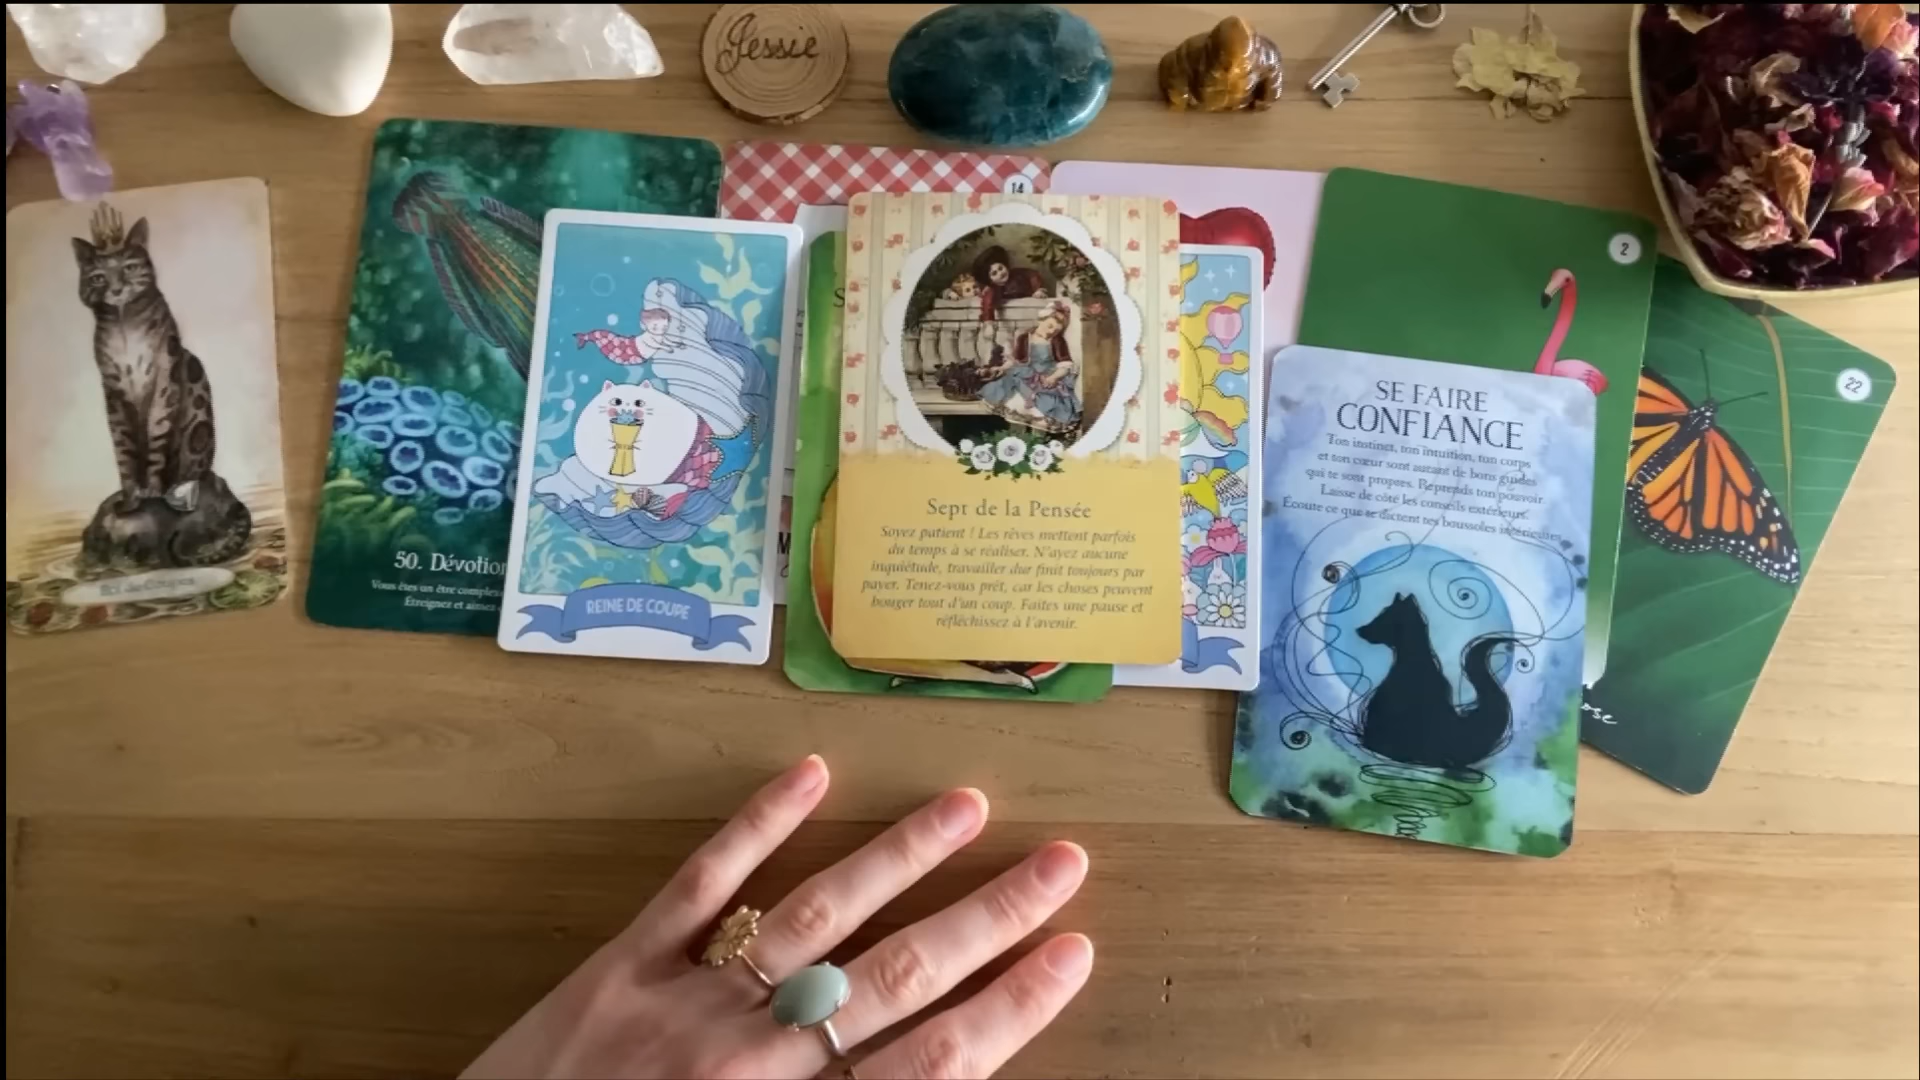 Jessie
14
2
22
50. Dévotion
Vous êtes un être
Étreignez et aimez
REINE DE COUPE
Sept de la Pensée
Soyez patient ! Les rêves mettent parfois
du temps à se réaliser. N'ayez aucune
inquiétude, travailler dur finit toujours par
payer. Tenez-vous prêt, car les choses peuvent
bouger tout d'un coup. Faites une pause et
réfléchissez à l'avenir.
SE FAIRE
CONFIANCE
Ton instinct, ton intuition, ton corps
et ton cœur sont autant de bons guides
qui te sont propres. Reprends ton pouvoir.
Laisse de côté les conseils extérieurs.
Écoute ce que te dictent tes boussoles intérieures.
Roi de Coupes